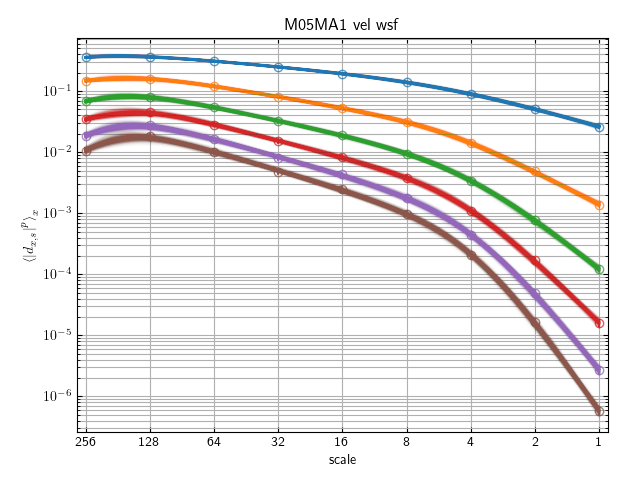 M05MA1 vel wsf
⟨|d_{x,s}|^p⟩_x
10^{-1}
10^{-2}
10^{-3}
10^{-4}
10^{-5}
10^{-6}
256 128 64 32 16 8 4 2 1
scale